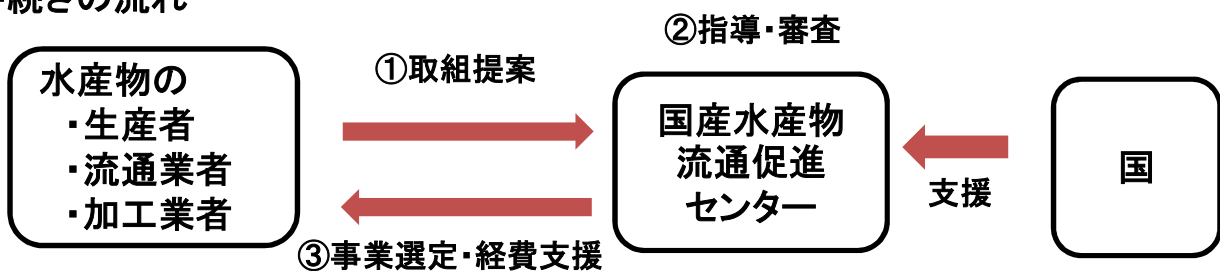 続きの流れ
②指導・審査
①取組提案
水産物の
・生産者
・流通業者
・加工業者
国産水産物
流通促進
センター
国
支援
③事業選定・経費支援